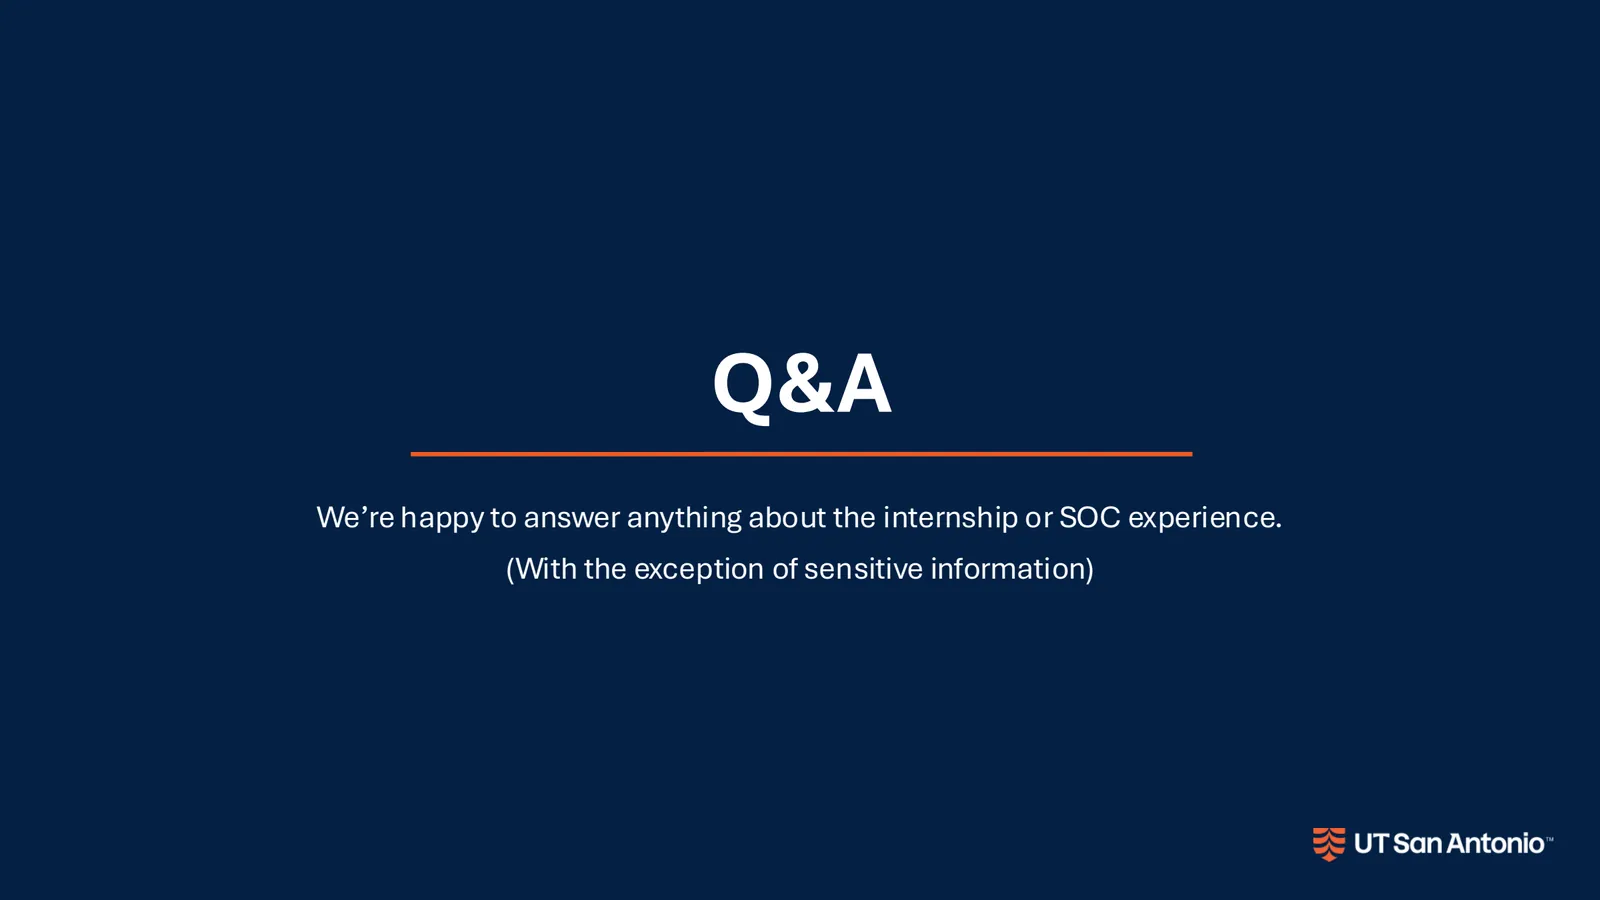 Q&A
We’re happy to answer anything about the internship or SOC experience.
(With the exception of sensitive information)
UT San Antonio™